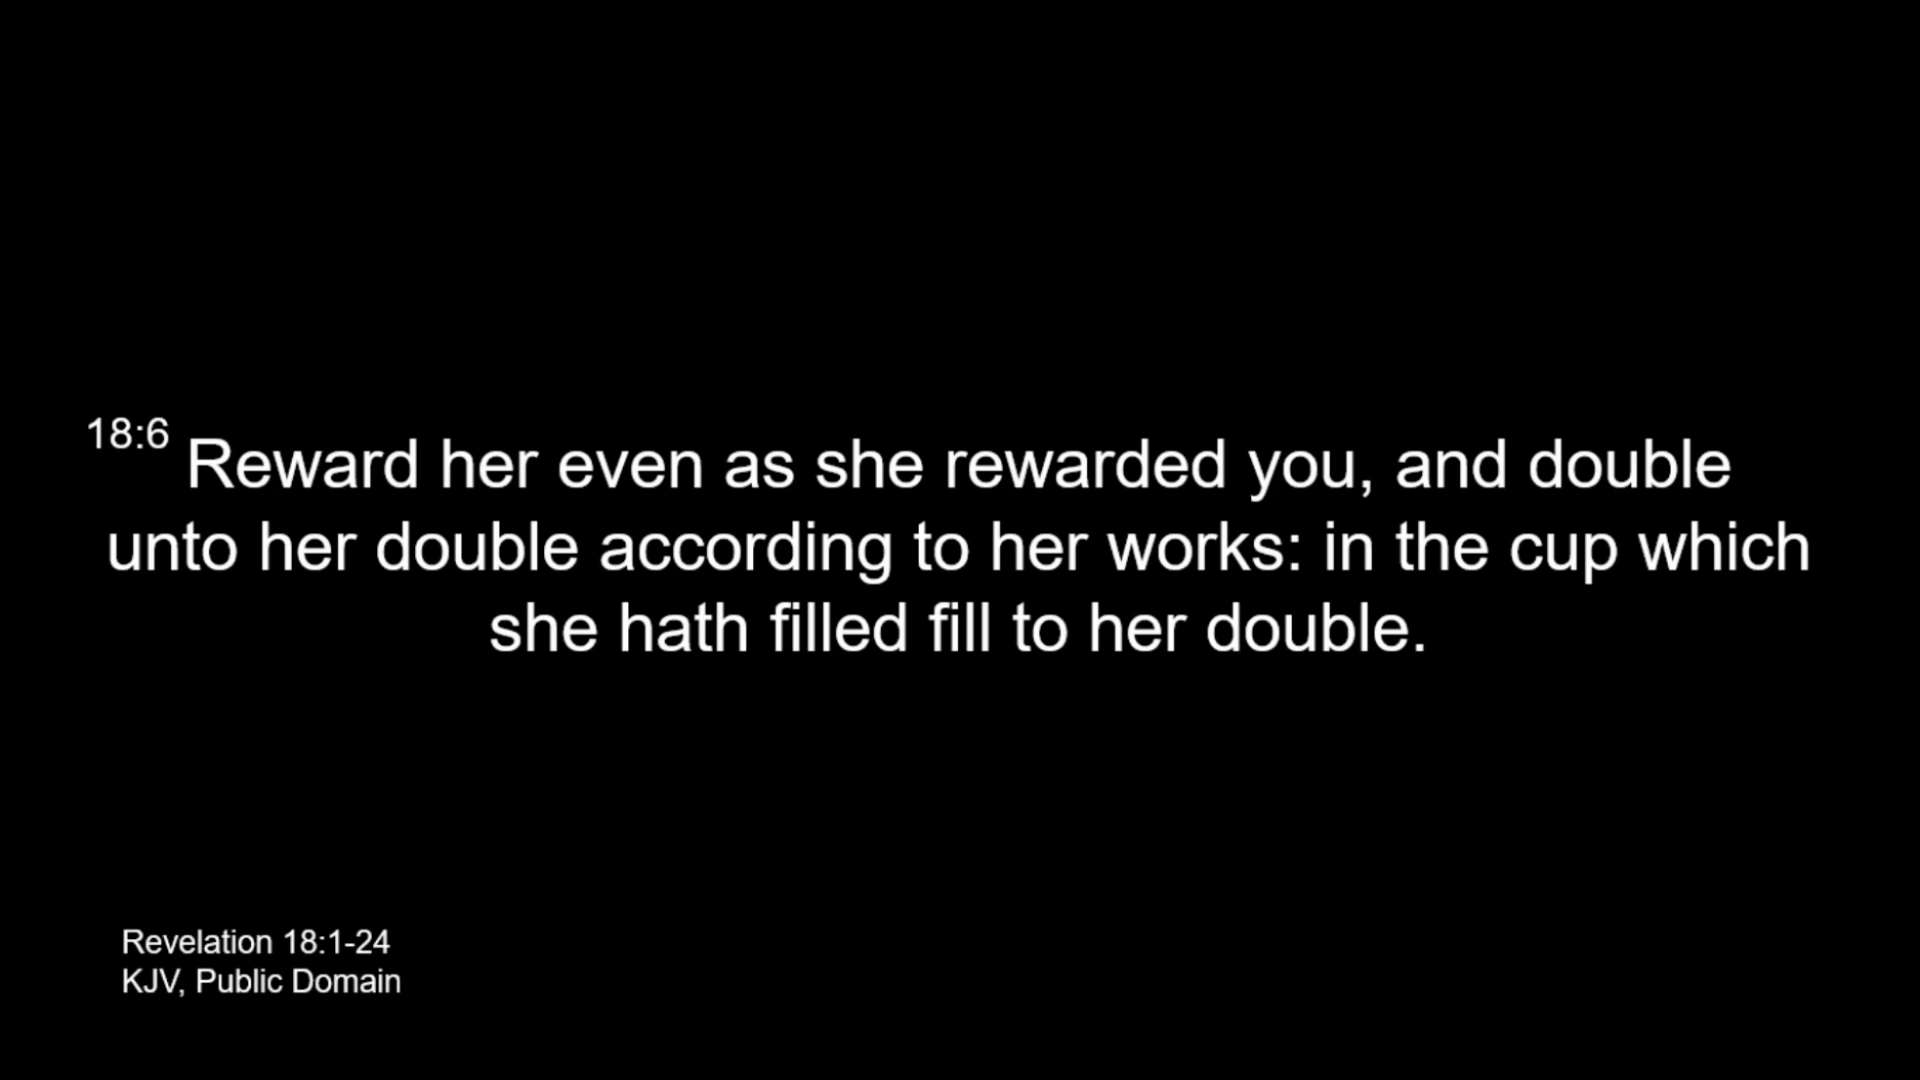 18:6 Reward her even as she rewarded you, and double
unto her double according to her works: in the cup which
she hath filled fill to her double.
Revelation 18:1-24
KJV, Public Domain